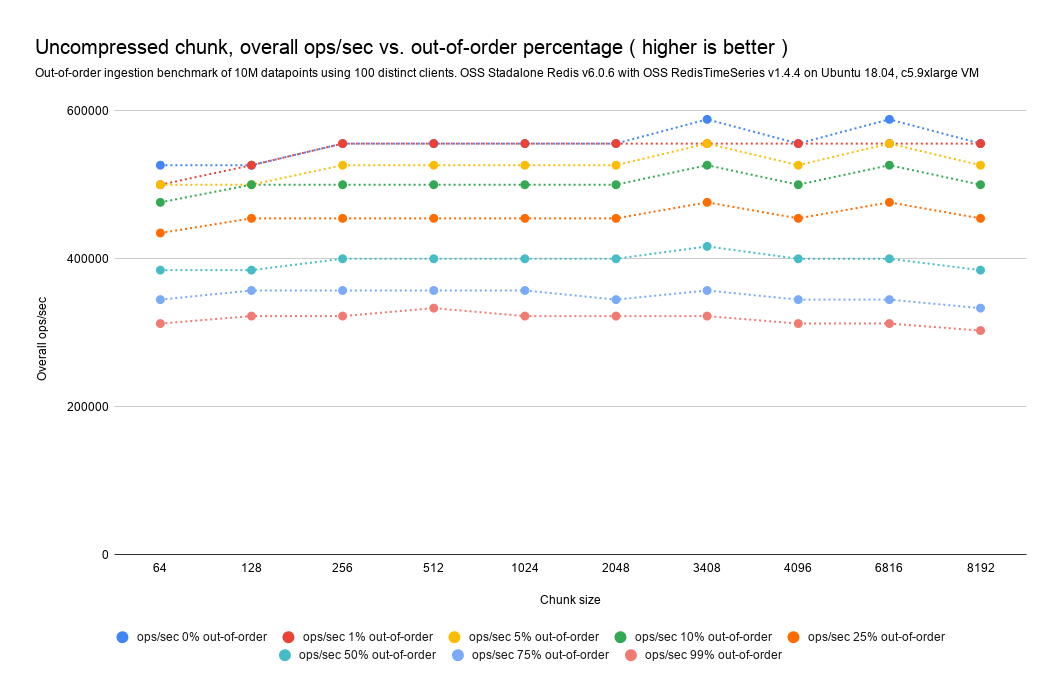 Uncompressed chunk, overall ops/sec vs. out-of-order percentage ( higher is better )
Out-of-order ingestion benchmark of 10M datapoints using 100 distinct clients. OSS Stadalone Redis v6.0.6 with OSS RedisTimeSeries v1.4.4 on Ubuntu 18.04, c5.9xlarge VM
600000
400000
200000
0
Overall ops/sec
64 128 256 512 1024 2048 3408 4096 6816 8192
Chunk size
ops/sec 0% out-of-order ops/sec 1% out-of-order ops/sec 5% out-of-order ops/sec 10% out-of-order ops/sec 25% out-of-order
ops/sec 50% out-of-order ops/sec 75% out-of-order ops/sec 99% out-of-order